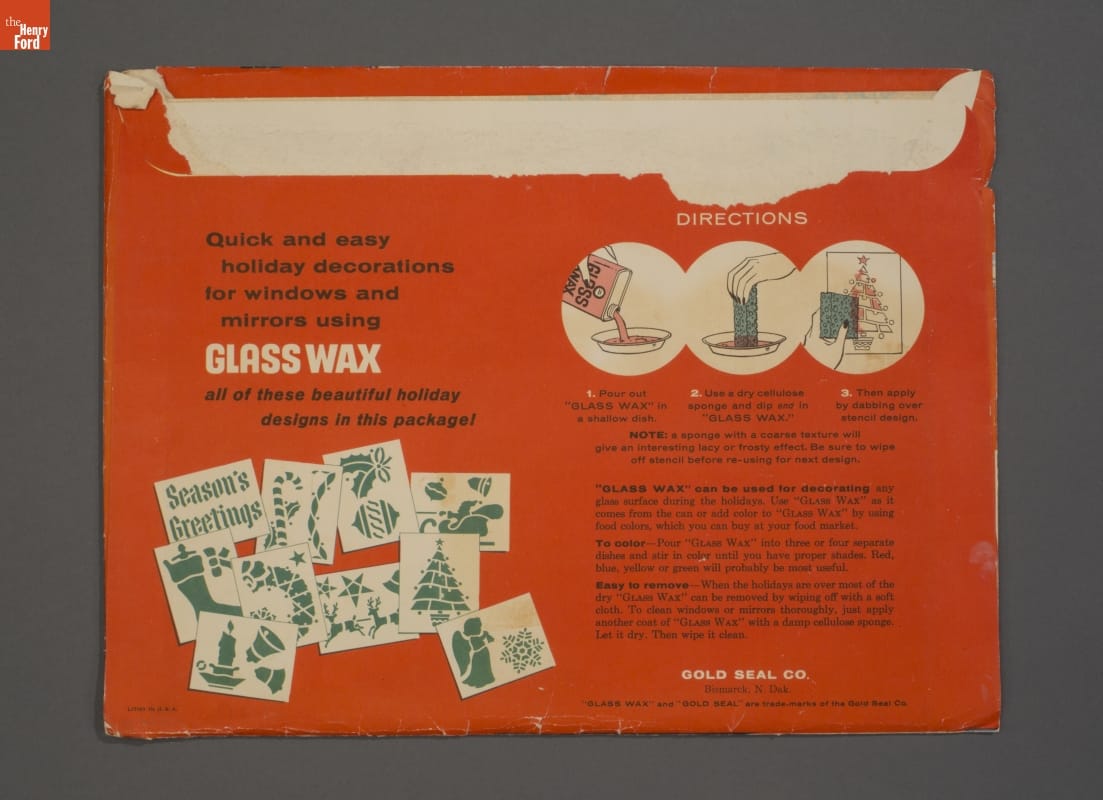 the
Henry
Ford
Quick and easy
holiday decorations
for windows and
mirrors using
GLASS WAX
all of these beautiful holiday
designs in this package!
Season's
Greetings
LITHO IN U.S.A.
DIRECTIONS
GLASS
WAX
1. Pour out
"GLASS WAX" in
a shallow dish.
2. Use a dry cellulose
sponge and dip end in
"GLASS WAX."
3. Then apply
by dabbing over
stencil design.
NOTE: a sponge with a coarse texture will
give an interesting lacy or frosty effect. Be sure to wipe
off stencil before re-using for next design.
"GLASS WAX" can be used for decorating any
glass surface during the holidays. Use "GLASS WAX" as it
comes from the can or add color to "GLASS WAX" by using
food colors, which you can buy at your food market.
To color—Pour "GLASS WAX" into three or four separate
dishes and stir in color until you have proper shades. Red,
blue, yellow or green will probably be most useful.
Easy to remove—When the holidays are over most of the
dry "GLASS WAX" can be removed by wiping off with a soft
cloth. To clean windows or mirrors thoroughly, just apply
another coat of "GLASS WAX" with a damp cellulose sponge.
Let it dry. Then wipe it clean.
GOLD SEAL CO.
Bismarck, N. Dak.
"GLASS WAX" and "GOLD SEAL" are trade-marks of the Gold Seal Co.